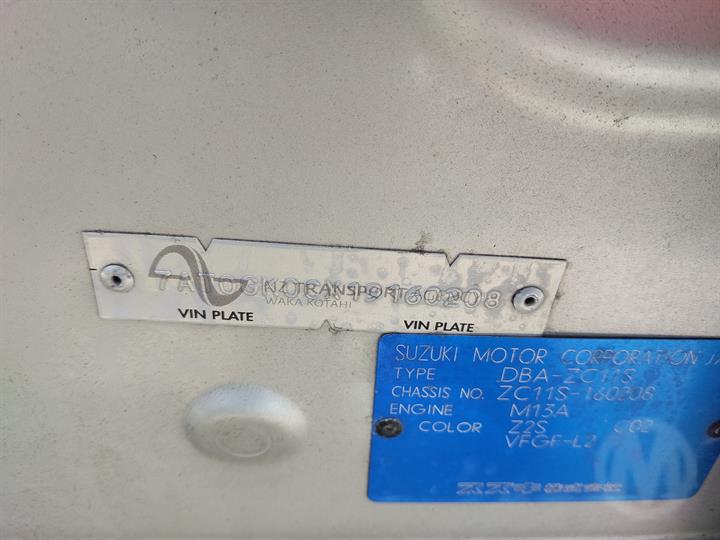 NZ TRANSPORT AGENCY
WAKA KOTAHI
VIN PLATE
VIN PLATE
SUZUKI MOTOR CORPORATION
TYPE DBA-ZC11S
CHASSIS NO. ZC11S-160208
ENGINE M13A
COLOR Z2S C02
VFGF-L2
M